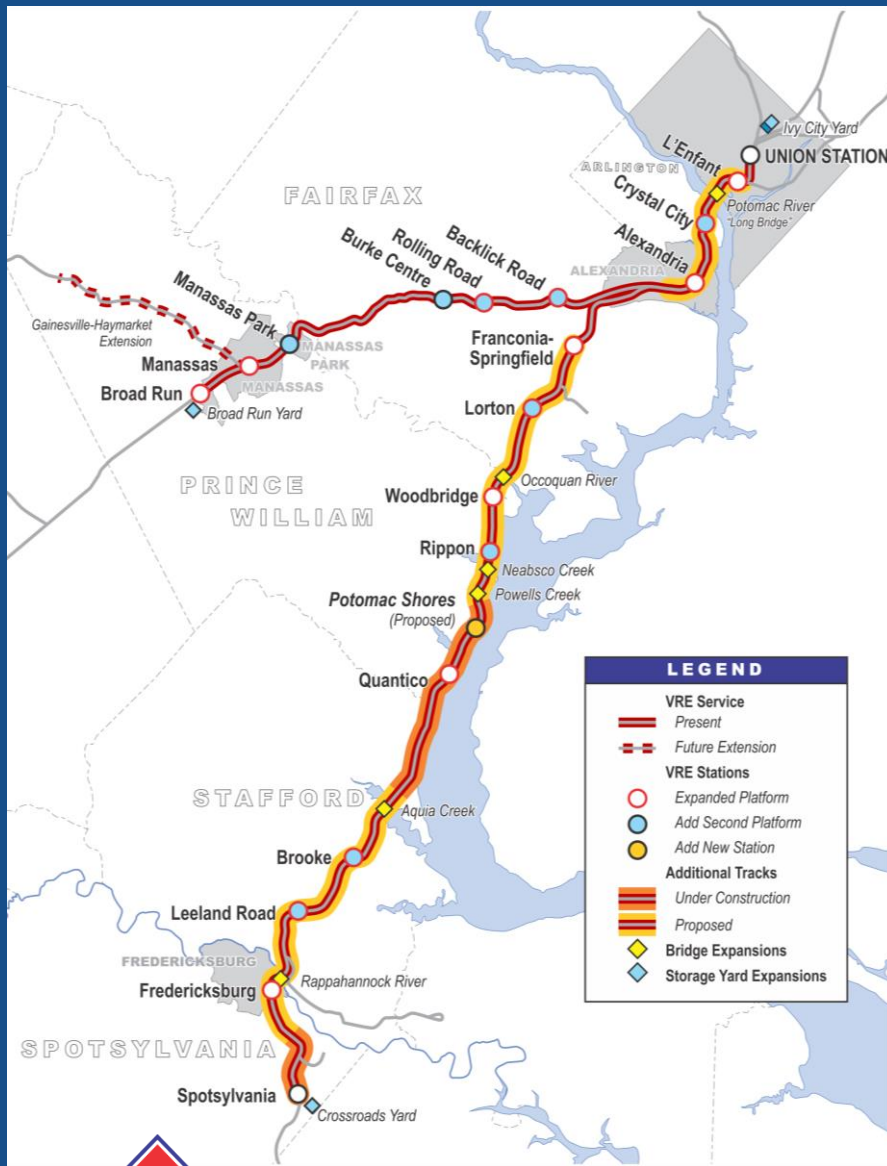 Ivy City Yard
L'Enfant
UNION STATION
ARLINGTON
Crystal City
Potomac River
"Long Bridge"
FAIRFAX
Alexandria
ALEXANDRIA
Backlick Road
Rolling Road
Burke Centre
Manassas Park
MANASSAS
PARK
Gainesville-Haymarket
Extension
Manassas
MANASSAS
Broad Run
Broad Run Yard
Franconia-
Springfield
Lorton
PRINCE
WILLIAM
Occoquan River
Woodbridge
Rippon
Neabsco Creek
Powells Creek
Potomac Shores
(Proposed)
Quantico
STAFFORD
Aquia Creek
Brooke
Leeland Road
FREDERICKSBURG
Rappahannock River
Fredericksburg
SPOTSYLVANIA
Spotsylvania
Crossroads Yard
LEGEND
VRE Service
Present
Future Extension
VRE Stations
Expanded Platform
Add Second Platform
Add New Station
Additional Tracks
Under Construction
Proposed
Bridge Expansions
Storage Yard Expansions